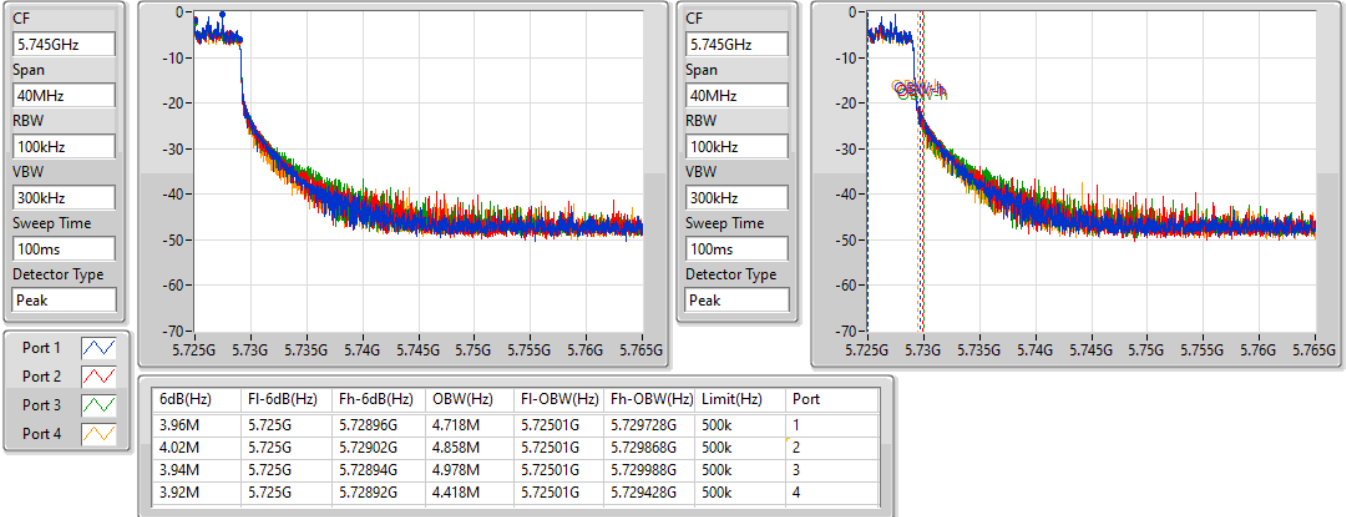 CF
5.745GHz
Span
40MHz
RBW
100kHz
VBW
300kHz
Sweep Time
100ms
Detector Type
Peak
0
-10
-20
-30
-40
-50
-60
-70
5.725G 5.73G 5.735G 5.74G 5.745G 5.75G 5.755G 5.76G 5.765G
CF
5.745GHz
Span
40MHz
RBW
100kHz
VBW
300kHz
Sweep Time
100ms
Detector Type
Peak
0
-10
-20
-30
-40
-50
-60
-70
5.725G 5.73G 5.735G 5.74G 5.745G 5.75G 5.755G 5.76G 5.765G
Port 1
Port 2
Port 3
Port 4
6dB(Hz) Fl-6dB(Hz) Fh-6dB(Hz) OBW(Hz) Fl-OBW(Hz) Fh-OBW(Hz) Limit(Hz) Port
3.96M 5.725G 5.72896G 4.718M 5.72501G 5.729728G 500k 1
4.02M 5.725G 5.72902G 4.858M 5.72501G 5.729868G 500k 2
3.94M 5.725G 5.72894G 4.978M 5.72501G 5.729988G 500k 3
3.92M 5.725G 5.72892G 4.418M 5.72501G 5.729428G 500k 4